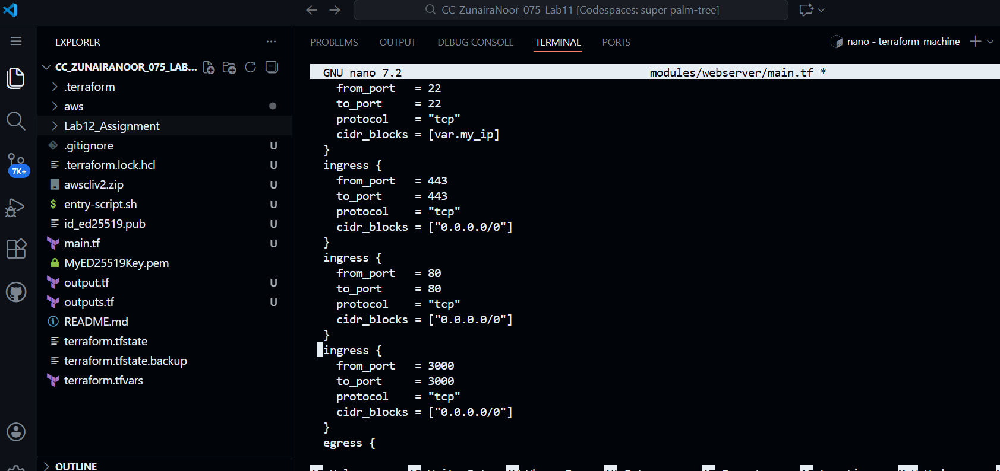 CC_ZunairaNoor_075_Lab11 [Codespaces: super palm-tree]
EXPLORER
CC_ZUNAIRANOOR_075_LAB...
.terraform
aws
Lab12_Assignment
.gitignore U
.terraform.lock.hcl U
7K+
awscliv2.zip U
entry-script.sh U
id_ed25519.pub U
main.tf U
MyED25519Key.pem
output.tf U
outputs.tf U
README.md
terraform.tfstate
terraform.tfstate.backup
terraform.tfvars
OUTLINE
PROBLEMS OUTPUT DEBUG CONSOLE TERMINAL PORTS
nano - terraform_machine
GNU nano 7.2 modules/webserver/main.tf *
from_port = 22
to_port = 22
protocol = "tcp"
cidr_blocks = [var.my_ip]
}
ingress {
from_port = 443
to_port = 443
protocol = "tcp"
cidr_blocks = ["0.0.0.0/0"]
}
ingress {
from_port = 80
to_port = 80
protocol = "tcp"
cidr_blocks = ["0.0.0.0/0"]
}
ingress {
from_port = 3000
to_port = 3000
protocol = "tcp"
cidr_blocks = ["0.0.0.0/0"]
}
egress {